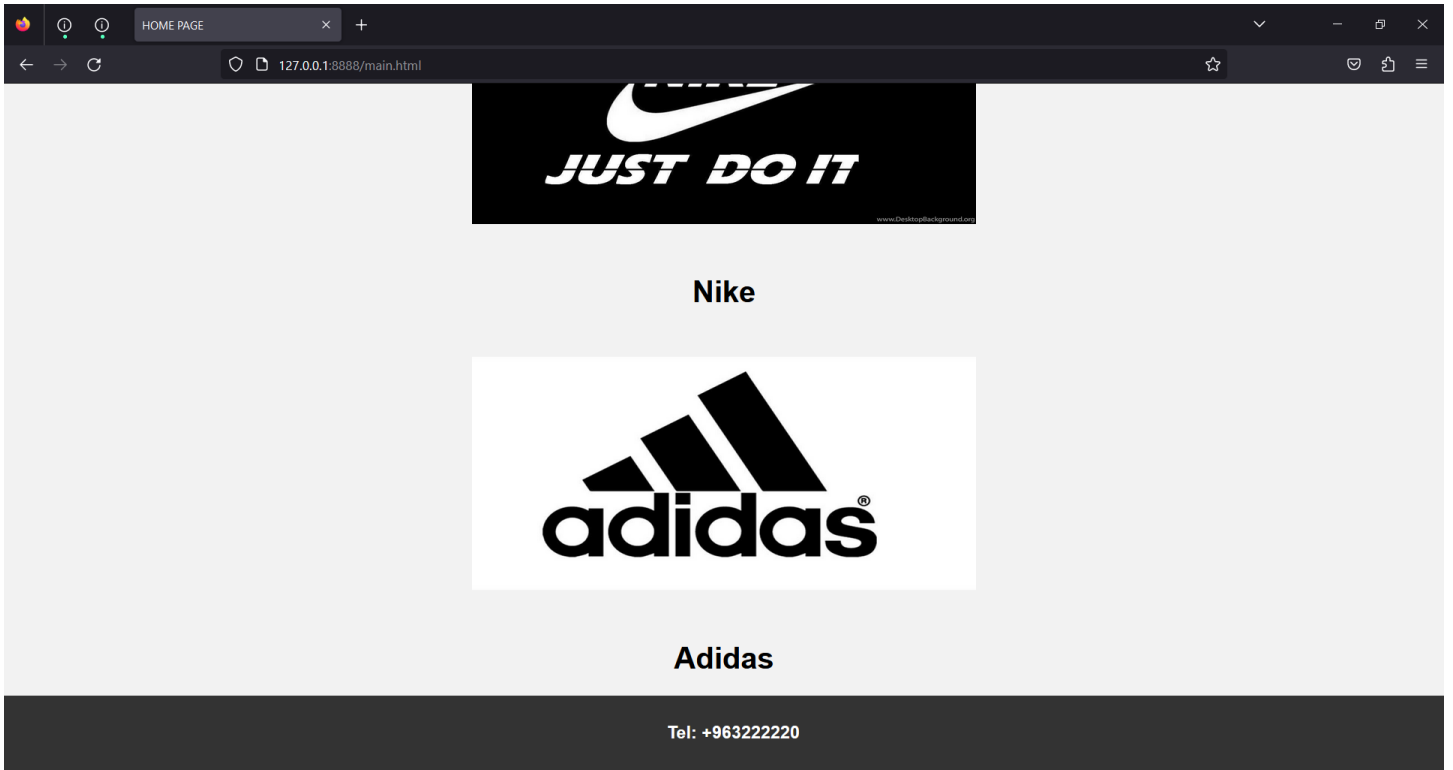 HOME PAGE
127.0.0.1:8888/main.html
NIKE
JUST DO IT
www.DesktopBackground.org
Nike
adidas®
Adidas
Tel: +963222220